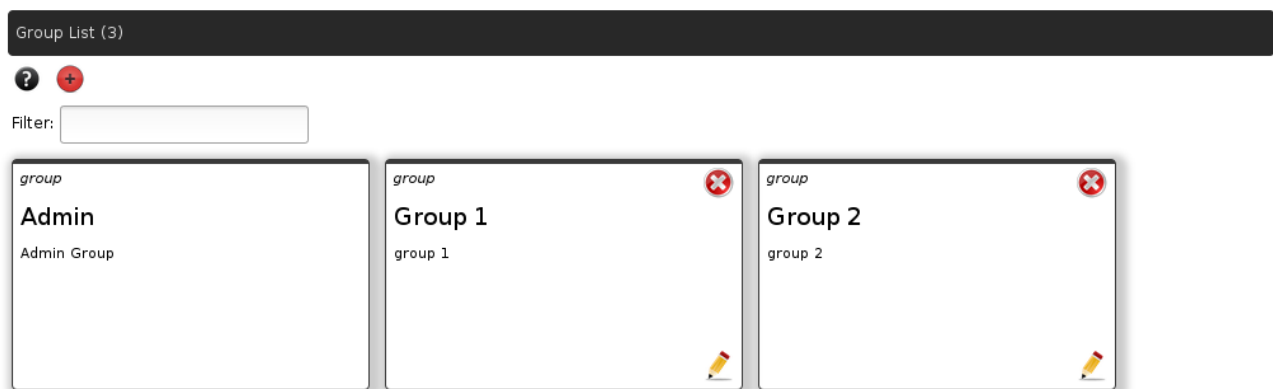 Group List (3)
?
+
Filter:
group
Admin
Admin Group
group
Group 1
group 1
group
Group 2
group 2